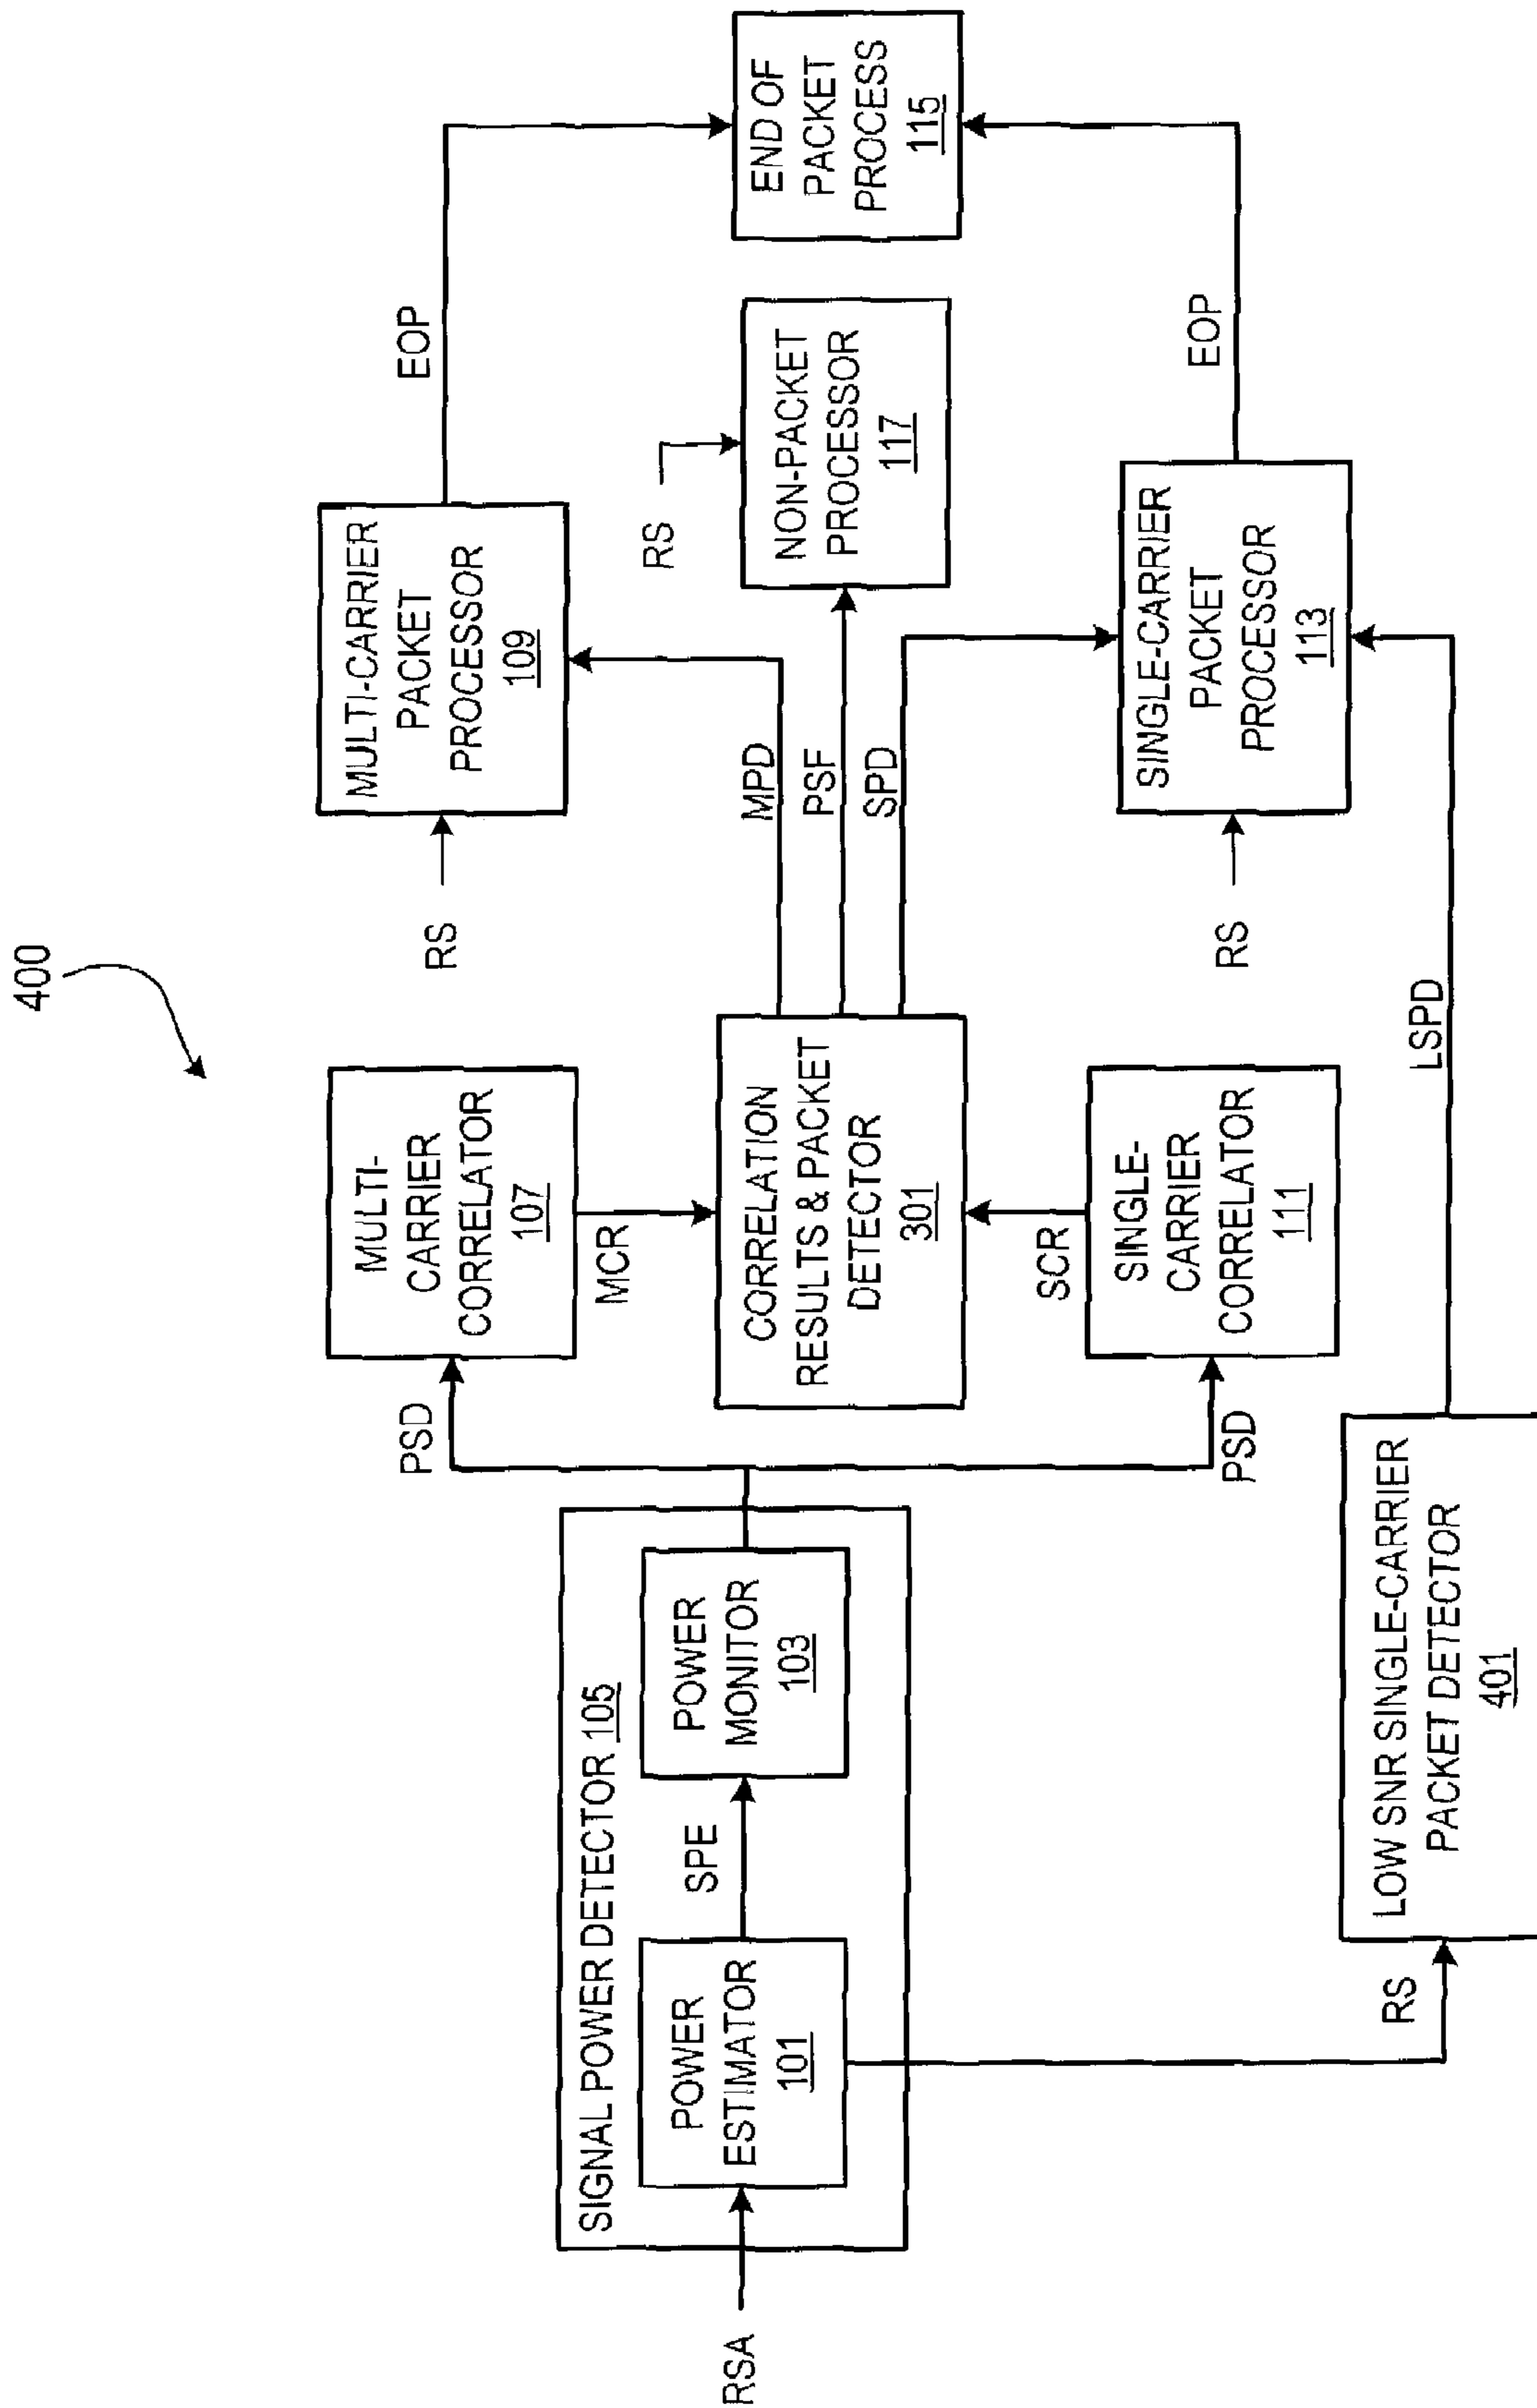 400
RSA
SIGNAL POWER DETECTOR 105
POWER
ESTIMATOR
101
SPE
POWER
MONITOR
103
RS
LOW SNR SINGLE-CARRIER
PACKET DETECTOR
401
PSD
PSD
MULTI-
CARRIER
CORRELATOR
107
MCR
CORRELATION
RESULTS & PACKET
DETECTOR
301
SCR
SINGLE-
CARRIER
CORRELATOR
111
LSPD
MPD
PSF
SPD
RS
MULTI-CARRIER
PACKET
PROCESSOR
109
RS
NON-PACKET
PROCESSOR
117
RS
SINGLE-CARRIER
PACKET
PROCESSOR
113
EOP
EOP
END OF
PACKET
PROCESS
115